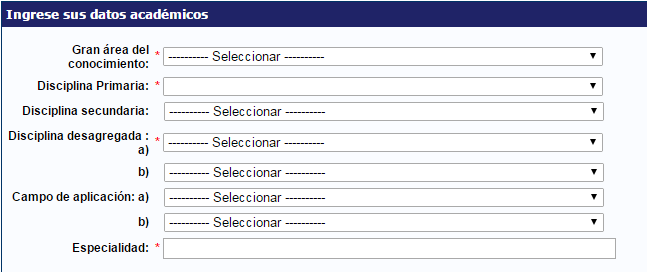 Ingrese sus datos académicos
Gran área del
conocimiento: * ---------- Seleccionar ----------
Disciplina Primaria: *
Disciplina secundaria: ---------- Seleccionar ----------
Disciplina desagregada :
a) * ---------- Seleccionar ----------
b) ---------- Seleccionar ----------
Campo de aplicación: a) ---------- Seleccionar ----------
b) ---------- Seleccionar ----------
Especialidad: *